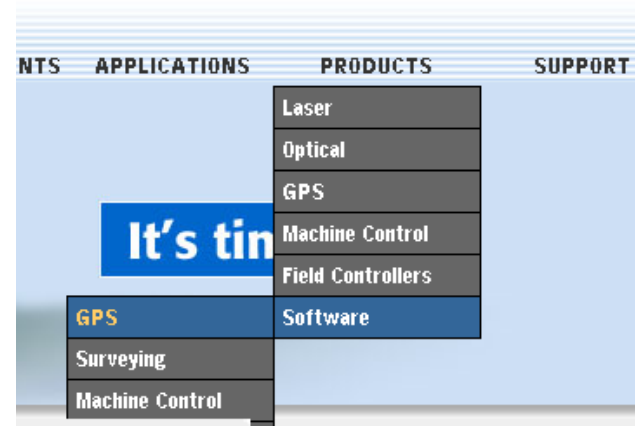 NTS APPLICATIONS PRODUCTS SUPPORT
Laser
Optical
GPS
It's tin
Machine Control
Field Controllers
GPS Software
Surveying
Machine Control